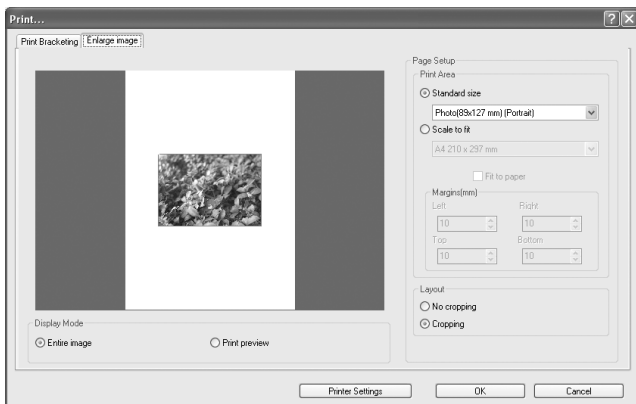 Print...
Print Bracketing
Enlarge image
Page Setup
Print Area
Standard size
Photo(89x127 mm) (Portrait)
Scale to fit
A4 210 x 297 mm
Fit to paper
Margins(mm)
Left Right
10 10
Top Bottom
10 10
Layout
No cropping
Cropping
Display Mode
Entire image Print preview
Printer Settings OK Cancel